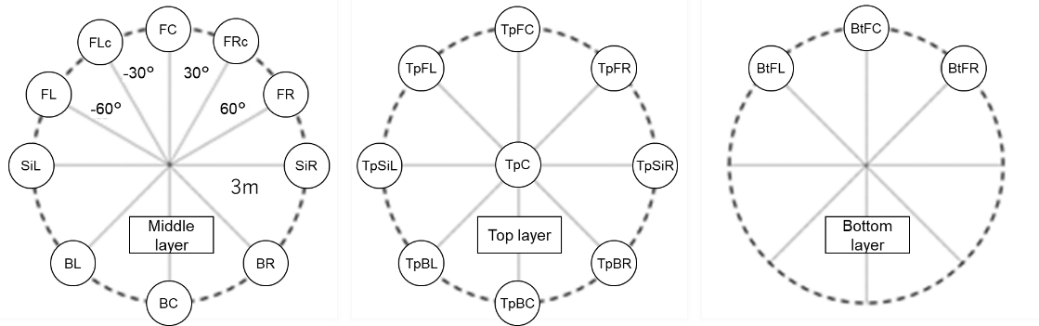 FC
FLc
FRc
-30°
30°
FL
FR
-60°
60°
SiL
SiR
3m
Middle
layer
BL
BR
BC
TpFC
TpFL
TpFR
TpSiL
TpC
TpSiR
Top layer
TpBL
TpBR
TpBC
BtFC
BtFL
BtFR
Bottom
layer